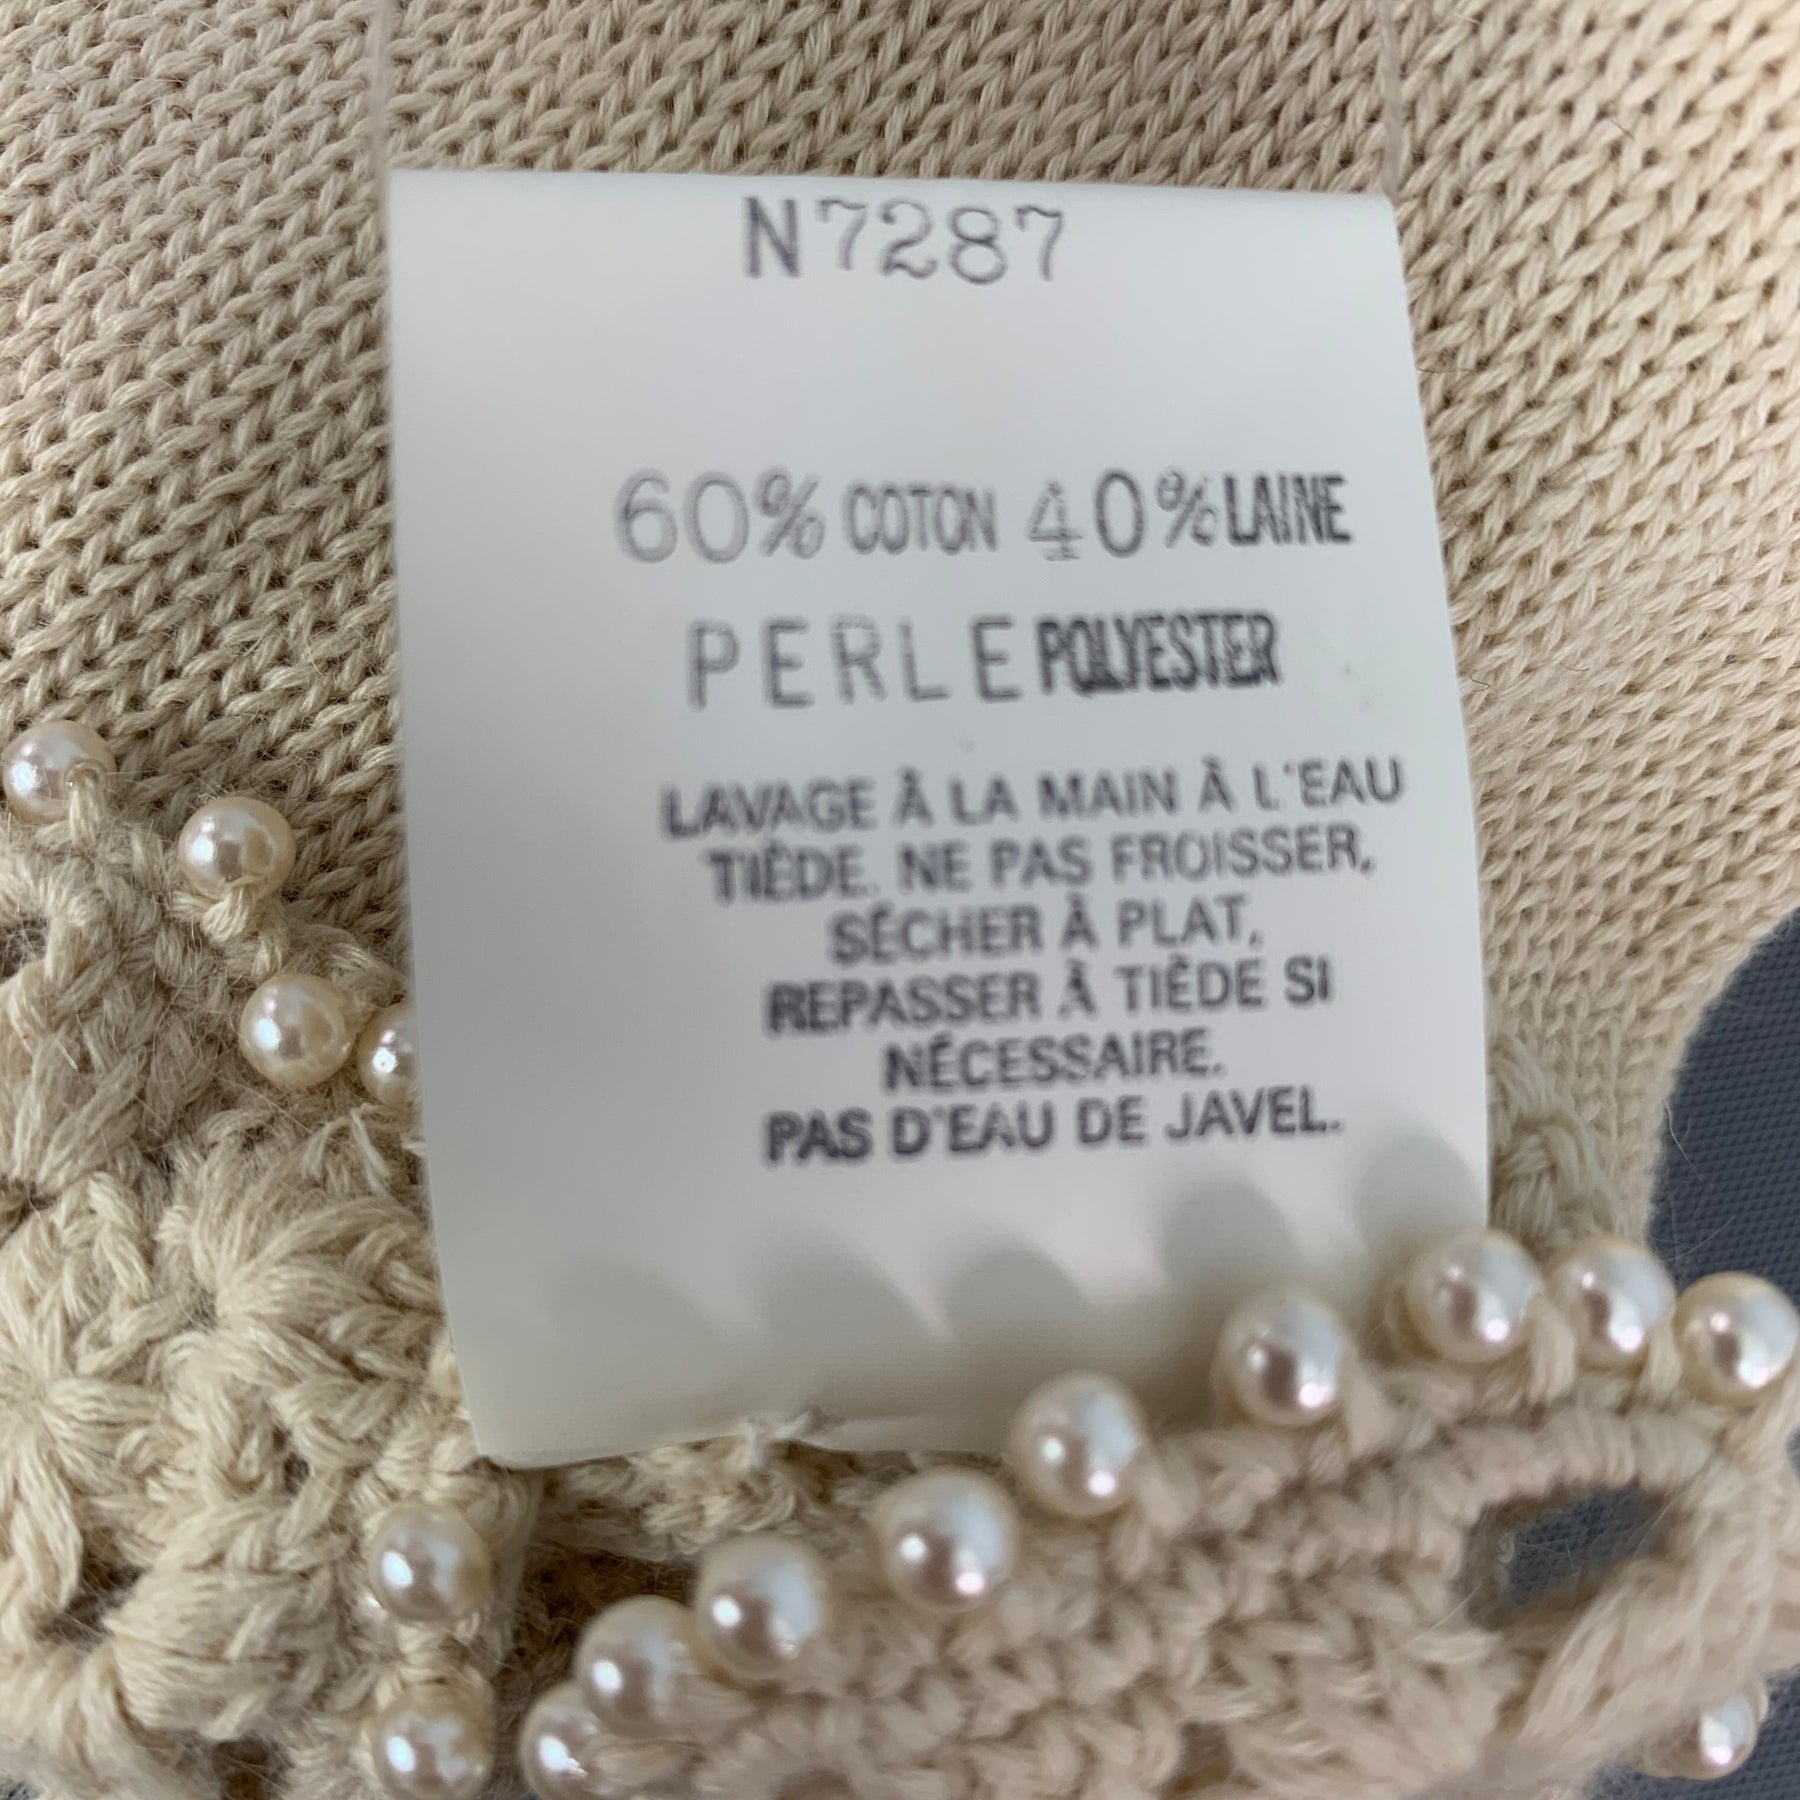 N7287
60% COTON 40% LAINE
PERLE POLYESTER
LAVAGE À LA MAIN À L'EAU
TIÈDE. NE PAS FROISSER,
SÉCHER À PLAT,
REPASSER À TIÈDE SI
NÉCESSAIRE.
PAS D'EAU DE JAVEL.